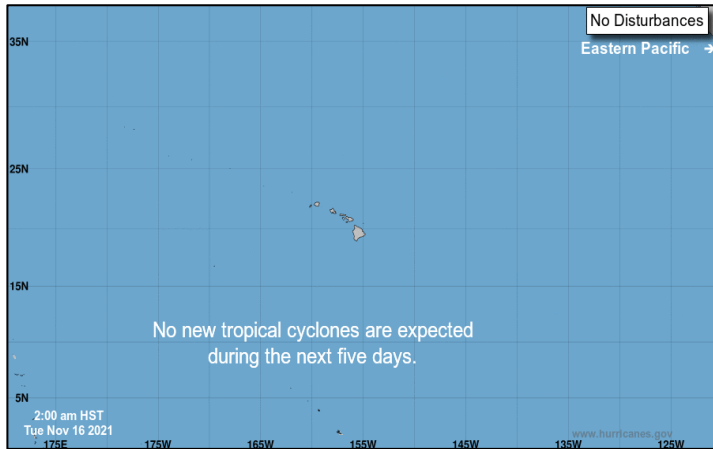 No Disturbances
35N
Eastern Pacific →
25N
15N
No new tropical cyclones are expected
during the next five days.
5N
2:00 am HST
Tue Nov 16 2021
www.hurricanes.gov
175E 175W 165W 155W 145W 135W 125W